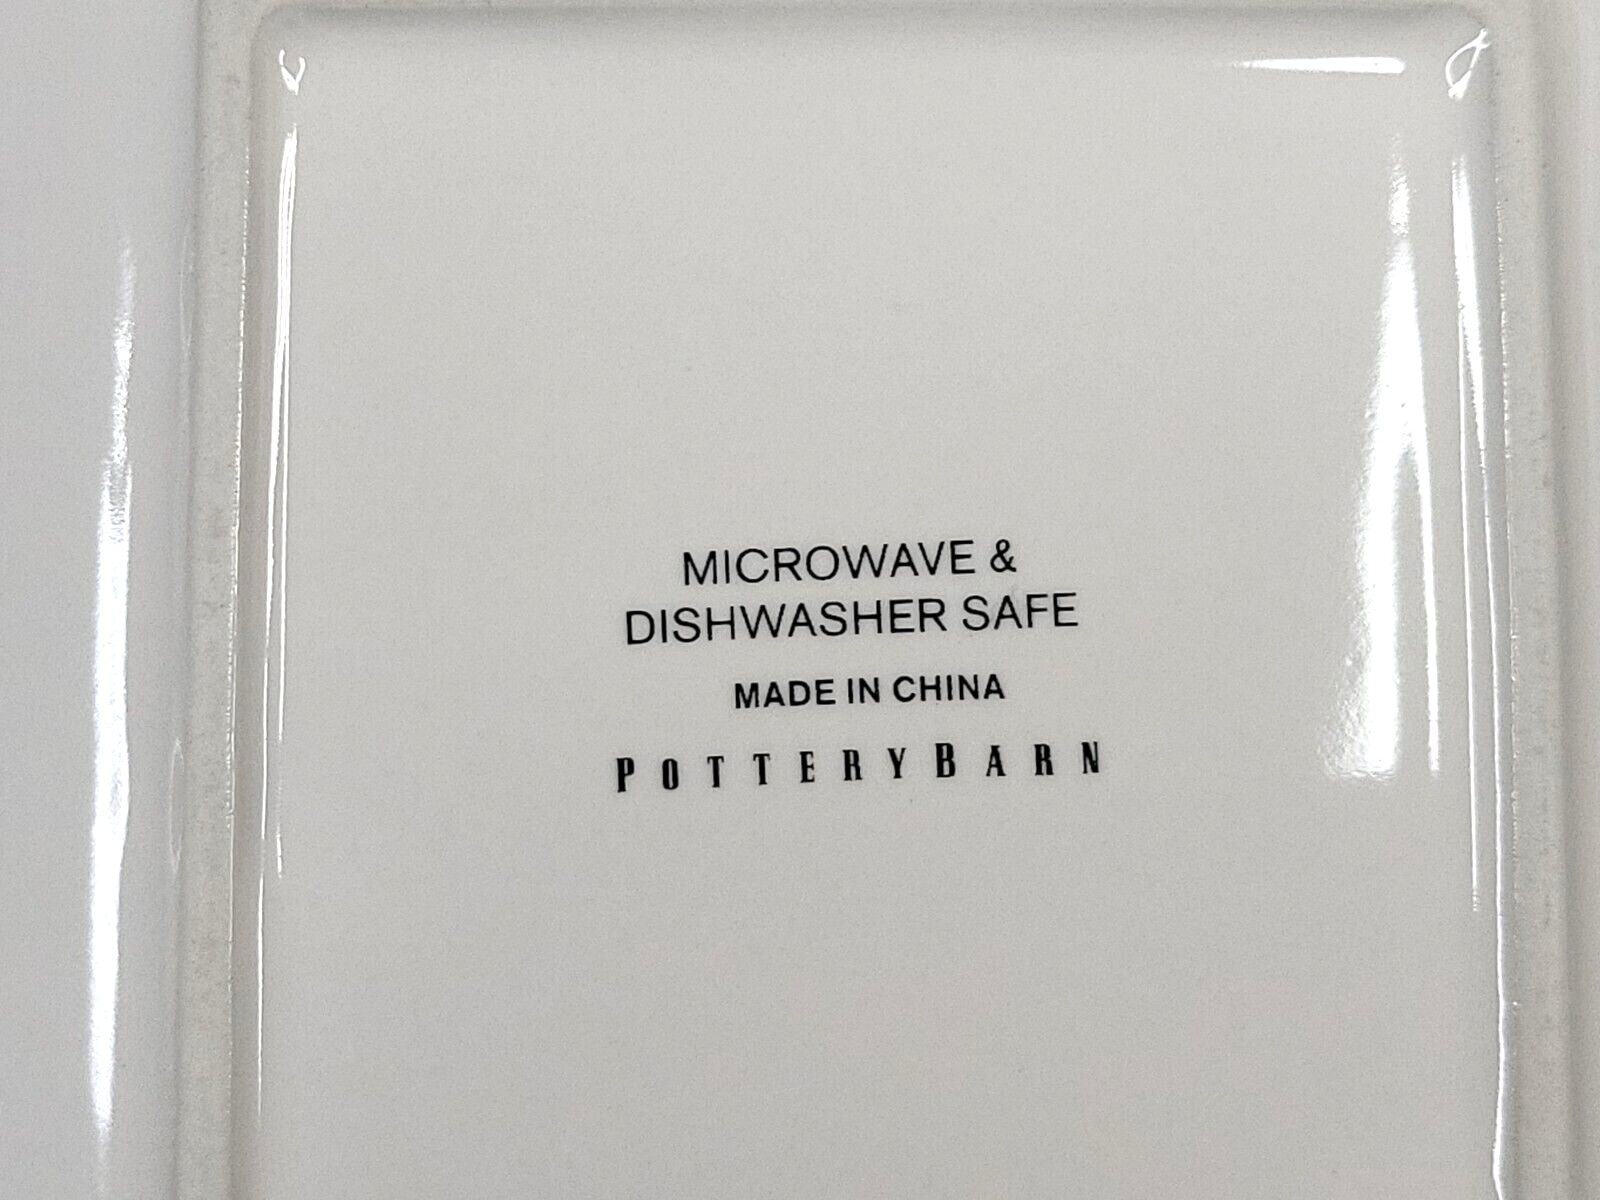 MICROWAVE &
DISHWASHER SAFE
MADE IN CHINA
POTTERYBARN